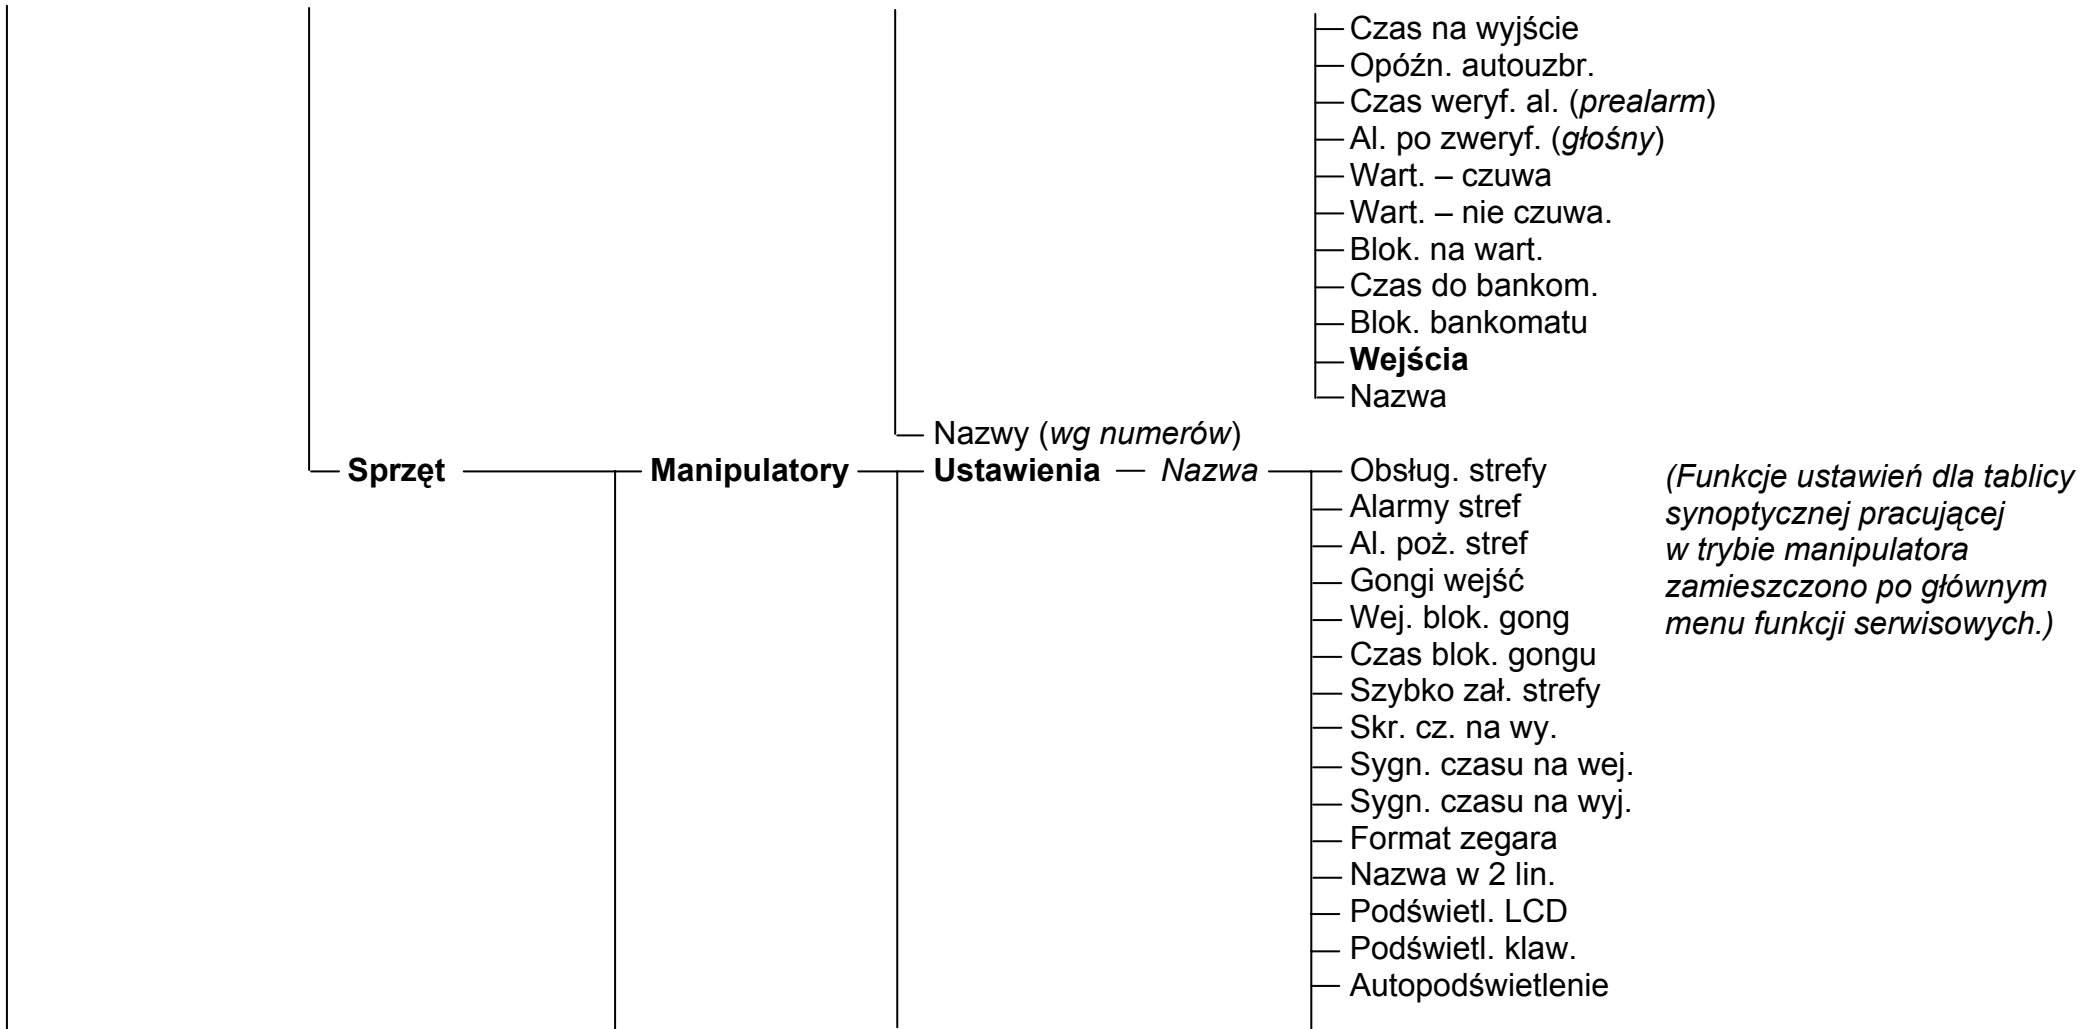 Czas na wyjście
Opóźn. autouzbr.
Czas weryf. al. (prealarm)
Al. po zweryf. (głośny)
Wart. – czuwa
Wart. – nie czuwa.
Blok. na wart.
Czas do bankom.
Blok. bankomatu
Wejścia
Nazwa
Nazwy (wg numerów)
Sprzęt Manipulatory Ustawienia Nazwa Obsług. strefy
Alarmy stref
Al. poż. stref
Gongi wejść
Wej. blok. gong
Czas blok. gongu
Szybko zał. strefy
Skr. cz. na wy.
Sygn. czasu na wej.
Sygn. czasu na wyj.
Format zegara
Nazwa w 2 lin.
Podświetl. LCD
Podświetl. klaw.
Autopodświetlenie
(Funkcje ustawień dla tablicy
synoptycznej pracującej
w trybie manipulatora
zamieszczono po głównym
menu funkcji serwisowych.)